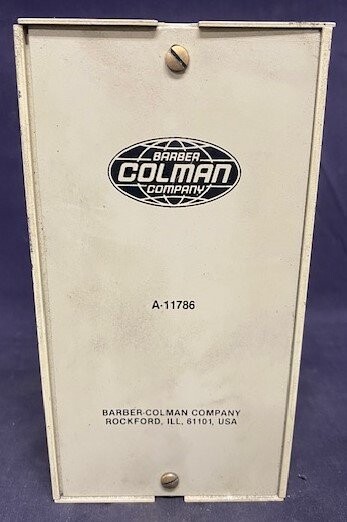 BARBER
COLMAN
COMPANY
A-11786
BARBER-COLMAN COMPANY
ROCKFORD, ILL, 61101, USA